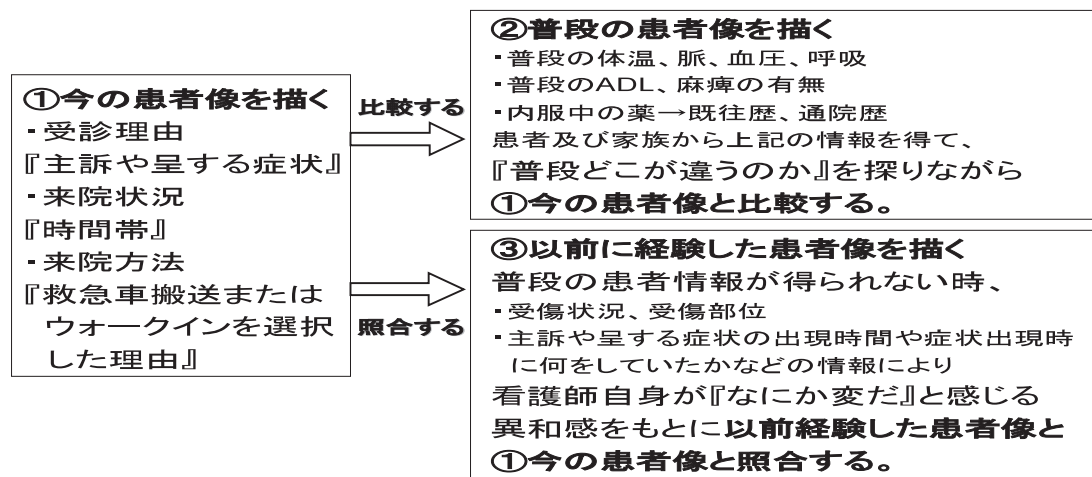 ①今の患者像を描く
・受診理由
『主訴や呈する症状』
・来院状況
『時間帯』
・来院方法
『救急車搬送または
ウォークインを選択
した理由』
比較する
照合する
②普段の患者像を描く
・普段の体温、脈、血圧、呼吸
・普段のADL、麻痺の有無
・内服中の薬→既往歴、通院歴
患者及び家族から上記の情報を得て、
『普段どこが違うのか』を探りながら
①今の患者像と比較する。
③以前に経験した患者像を描く
普段の患者情報が得られない時、
・受傷状況、受傷部位
・主訴や呈する症状の出現時間や症状出現時
に何をしていたかなどの情報により
看護師自身が『なにか変だ』と感じる
異和感をもとに以前経験した患者像と
①今の患者像と照合する。